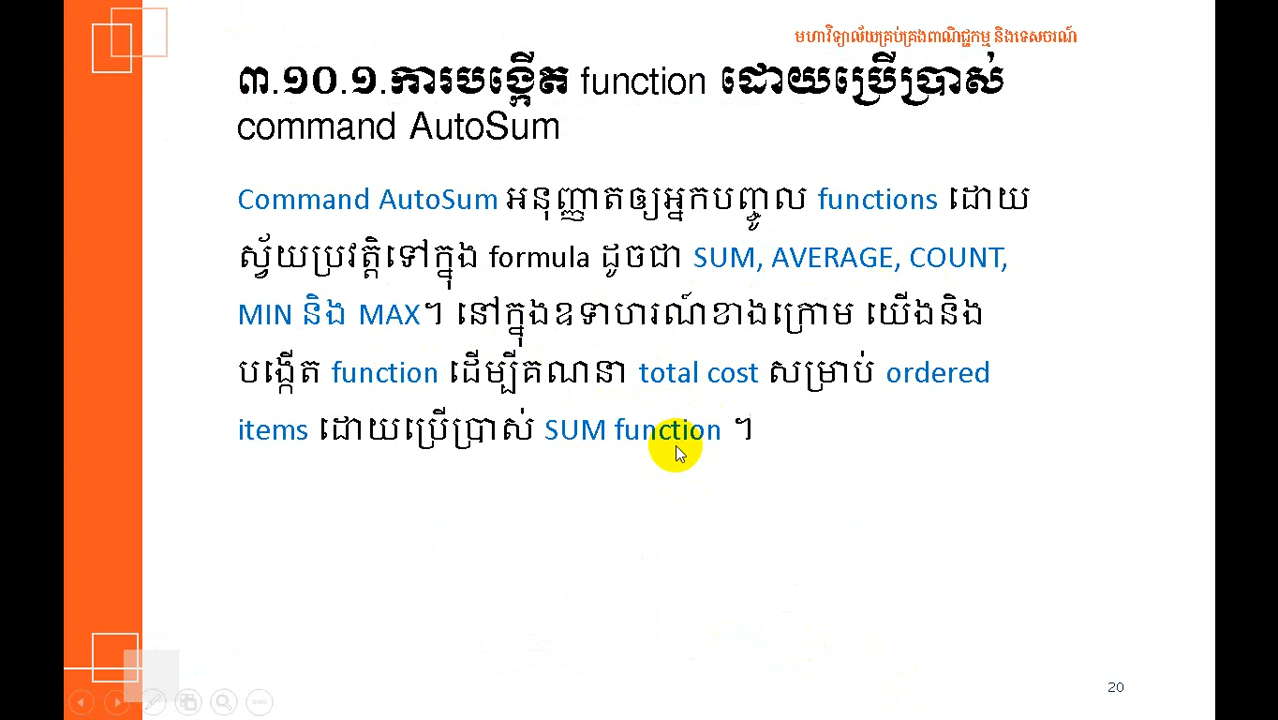 មហាវិទ្យាល័យគ្រប់គ្រងពាណិជ្ជកម្ម និងទេសចរណ៍
៣.១០.១.ការបង្កើត function ដោយប្រើប្រាស់
command AutoSum
Command AutoSum អនុញ្ញាតឲ្យអ្នកបញ្ចូល functions ដោយ
ស្វ័យប្រវត្តិទៅក្នុង formula ដូចជា SUM, AVERAGE, COUNT,
MIN និង MAX។ នៅក្នុងឧទាហរណ៍ខាងក្រោម យើងនិង
បង្កើត function ដើម្បីគណនា total cost សម្រាប់ ordered
items ដោយប្រើប្រាស់ SUM function ។
20